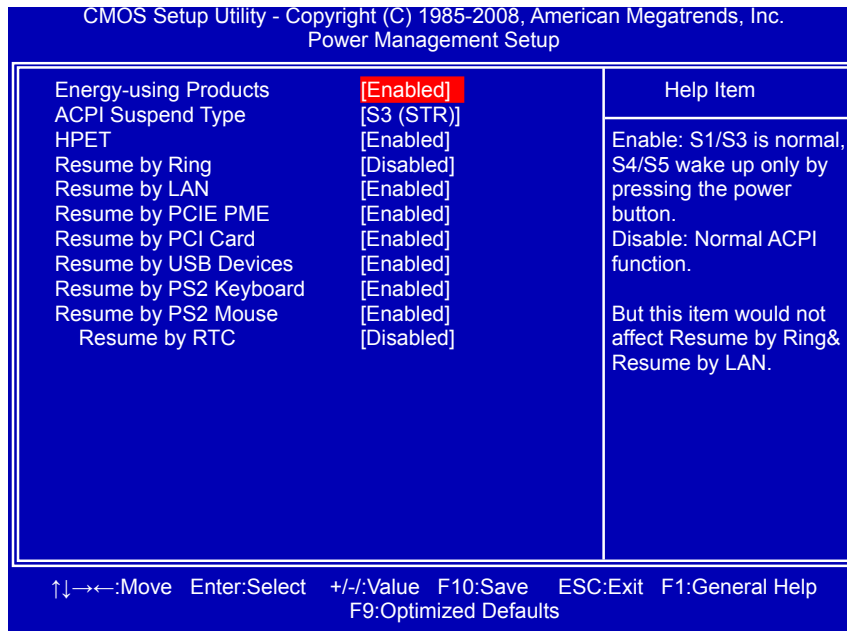 CMOS Setup Utility - Copyright (C) 1985-2008, American Megatrends, Inc.
Power Management Setup
Energy-using Products [Enabled]
ACPI Suspend Type [S3 (STR)]
HPET [Enabled]
Resume by Ring [Disabled]
Resume by LAN [Enabled]
Resume by PCIE PME [Enabled]
Resume by PCI Card [Enabled]
Resume by USB Devices [Enabled]
Resume by PS2 Keyboard [Enabled]
Resume by PS2 Mouse [Enabled]
Resume by RTC [Disabled]
Help Item
Enable: S1/S3 is normal,
S4/S5 wake up only by
pressing the power
button.
Disable: Normal ACPI
function.
But this item would not
affect Resume by Ring&
Resume by LAN.
↑↓→←:Move Enter:Select +/-/:Value F10:Save ESC:Exit F1:General Help
F9:Optimized Defaults